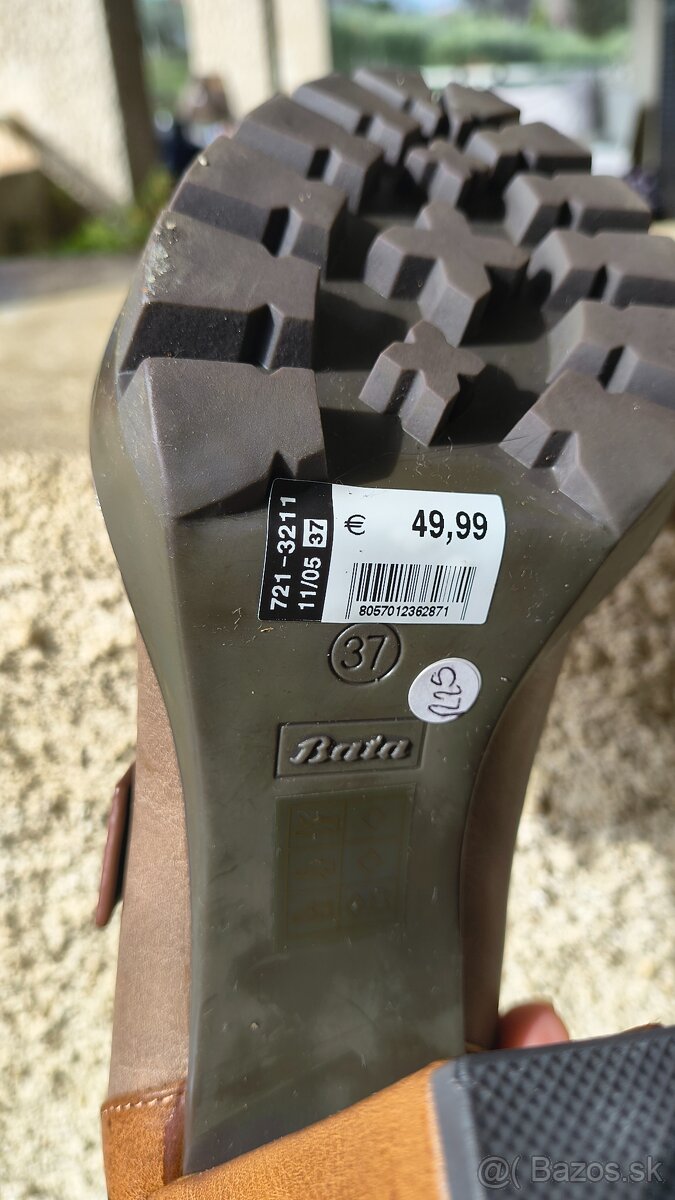 721-3211
11/05 37
€ 49,99
8057012362871
37
Bata
@( Bazos.sk